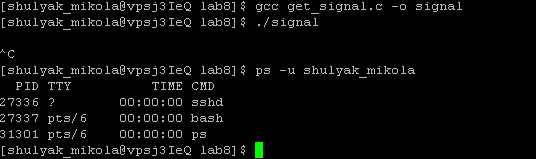 [shulyak_mikola@vpsj3IeQ lab8]$ gcc get_signal.c -o signal
[shulyak_mikola@vpsj3IeQ lab8]$ ./signal
^C
[shulyak_mikola@vpsj3IeQ lab8]$ ps -u shulyak_mikola
PID TTY TIME CMD
27336 ? 00:00:00 sshd
27337 pts/6 00:00:00 bash
31301 pts/6 00:00:00 ps
[shulyak_mikola@vpsj3IeQ lab8]$